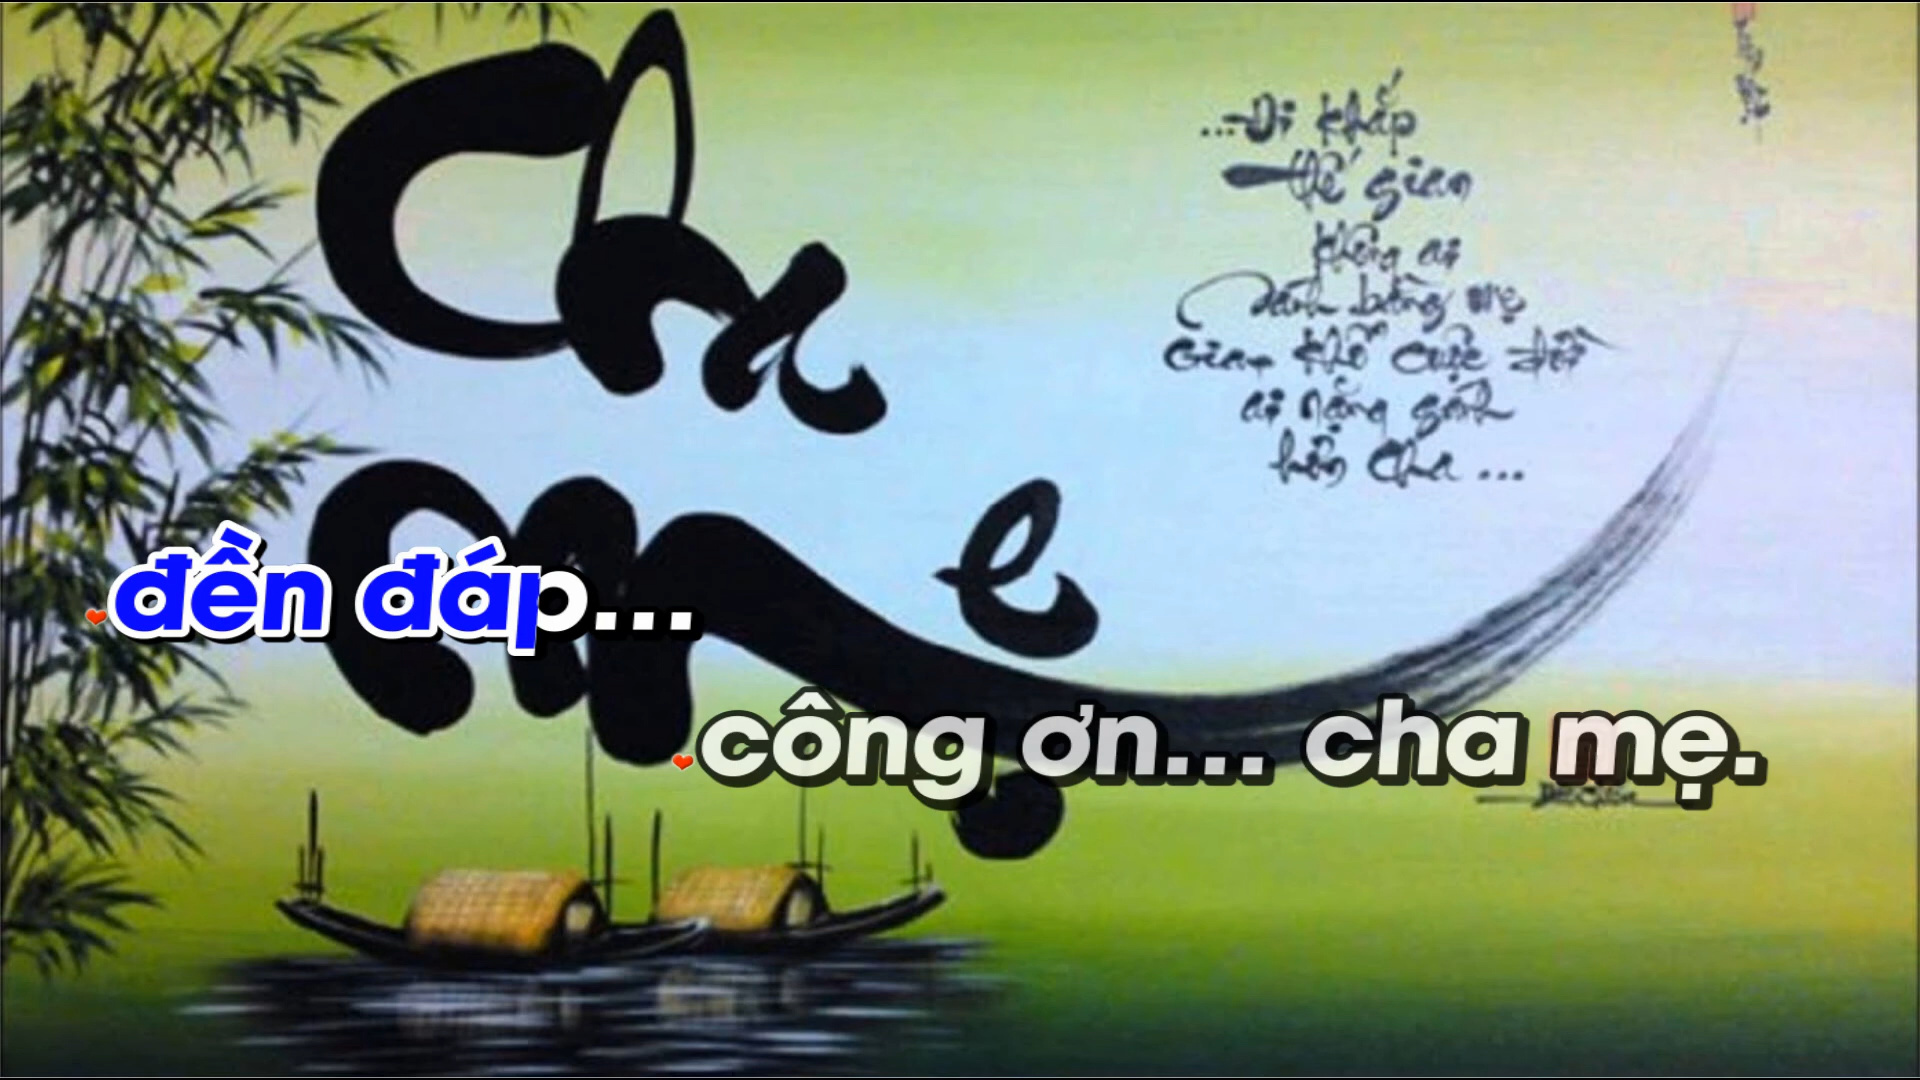 Cha
mẹ
...Đi khắp
thế gian
không ai
sánh bằng mẹ
Gian khổ cuộc đời
ai nặng gánh
hơn Cha...
đền đáp...
công ơn... cha mẹ.